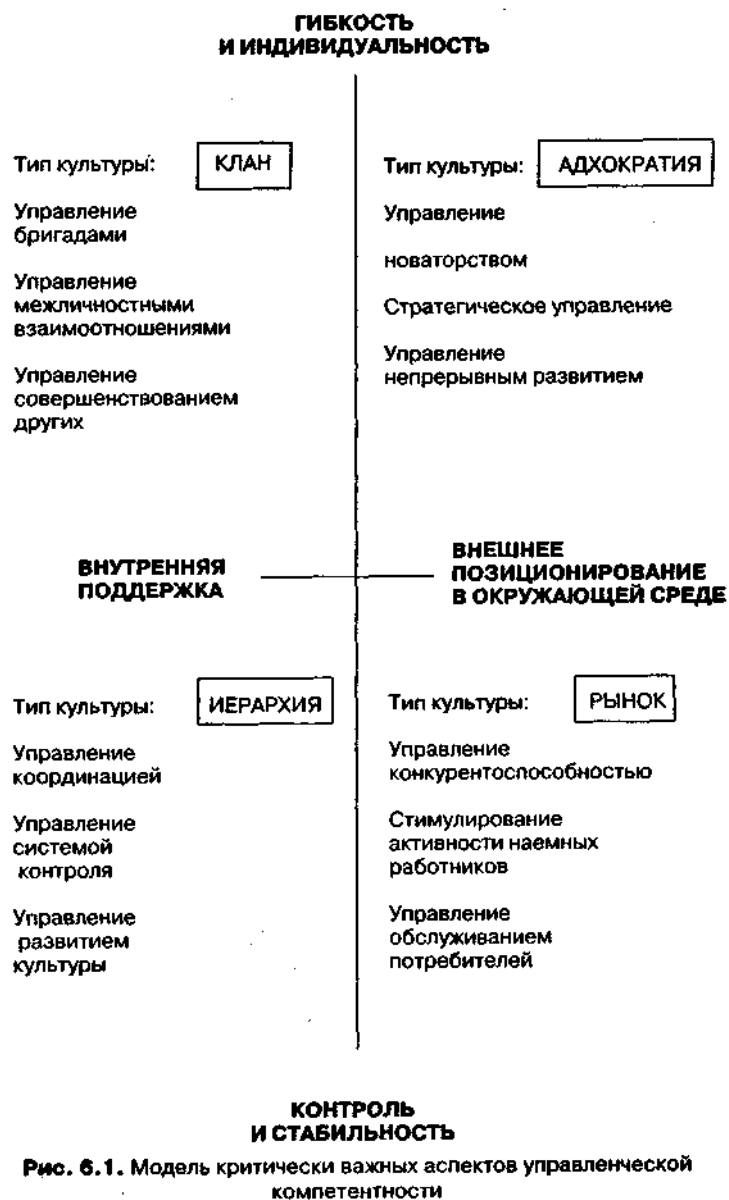 ГИБКОСТЬ
И ИНДИВИДУАЛЬНОСТЬ
Тип культуры:
КЛАН
Управление
бригадами
Управление
межличностными
взаимоотношениями
Управление
совершенствованием
других
Тип культуры:
АДХОКРАТИЯ
Управление
новаторством
Стратегическое управление
Управление
непрерывным развитием
ВНУТРЕННЯЯ
ПОДДЕРЖКА
ВНЕШНЕЕ
ПОЗИЦИОНИРОВАНИЕ
В ОКРУЖАЮЩЕЙ СРЕДЕ
Тип культуры:
ИЕРАРХИЯ
Управление
координацией
Управление
системой
контроля
Управление
развитием
культуры
Тип культуры:
РЫНОК
Управление
конкурентоспособностью
Стимулирование
активности наемных
работников
Управление
обслуживанием
потребителей
КОНТРОЛЬ
И СТАБИЛЬНОСТЬ
Рис. 6.1. Модель критически важных аспектов управленческой
компетентности